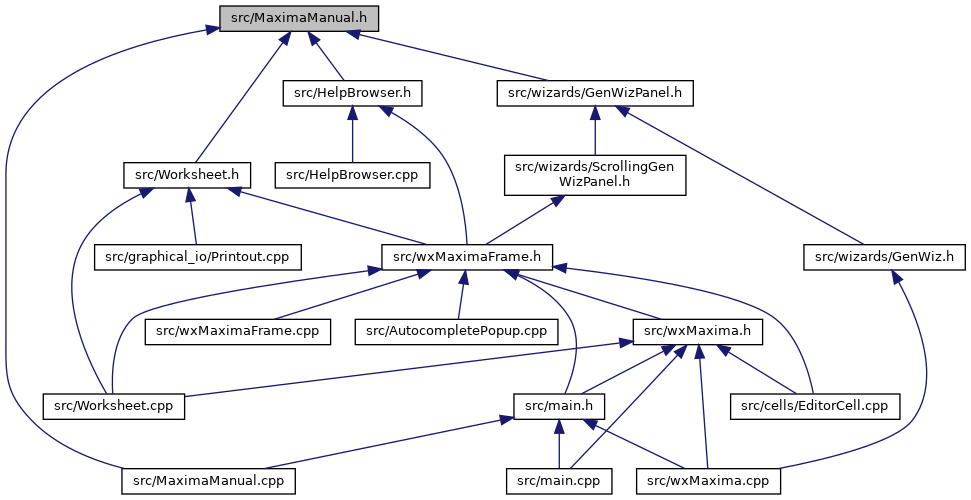 src/MaximaManual.h
src/HelpBrowser.h
src/wizards/GenWizPanel.h
src/Worksheet.h
src/HelpBrowser.cpp
src/wizards/ScrollingGen
WizPanel.h
src/graphical_io/Printout.cpp
src/wxMaximaFrame.h
src/wizards/GenWiz.h
src/wxMaximaFrame.cpp
src/AutocompletePopup.cpp
src/wxMaxima.h
src/Worksheet.cpp
src/main.h
src/cells/EditorCell.cpp
src/MaximaManual.cpp
src/main.cpp
src/wxMaxima.cpp